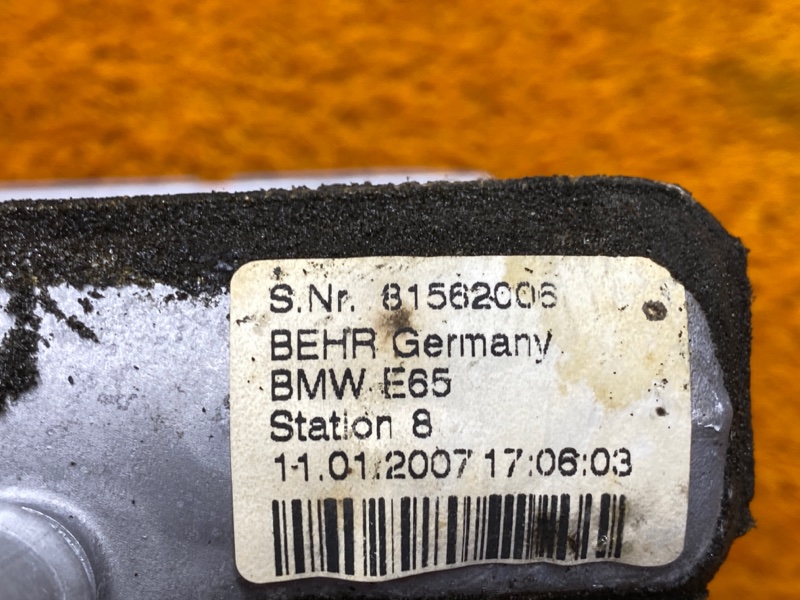 S.Nr. 81562006
BEHR Germany
BMW E65
Station 8
11.01.2007 17:06:03